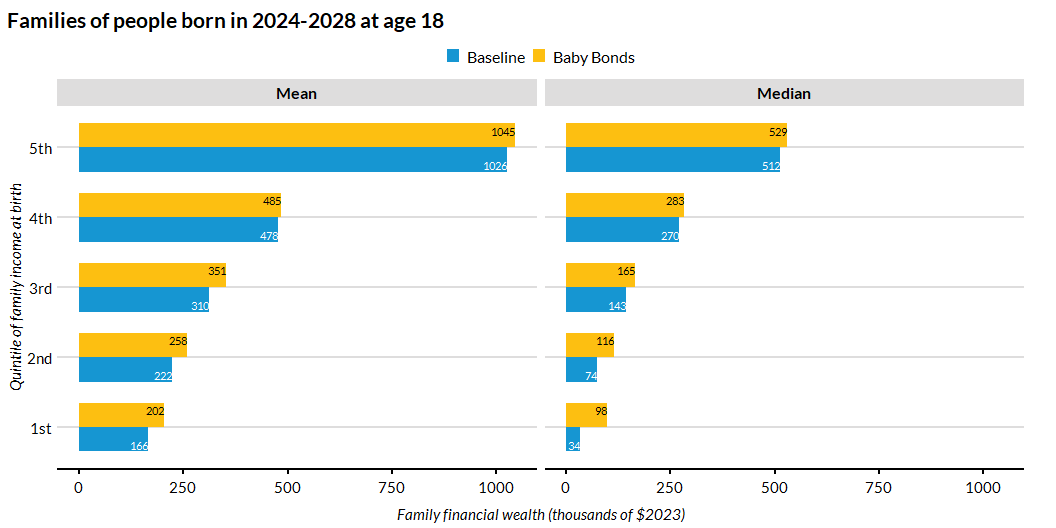 Families of people born in 2024-2028 at age 18
Baseline Baby Bonds
Mean Median
Quintile of family income at birth
5th 1045 529
1026 512
4th 485 283
478 270
3rd 351 165
310 143
2nd 258 116
222 74
1st 202 98
166 34
0 250 500 750 1000 0 250 500 750 1000
Family financial wealth (thousands of $2023)